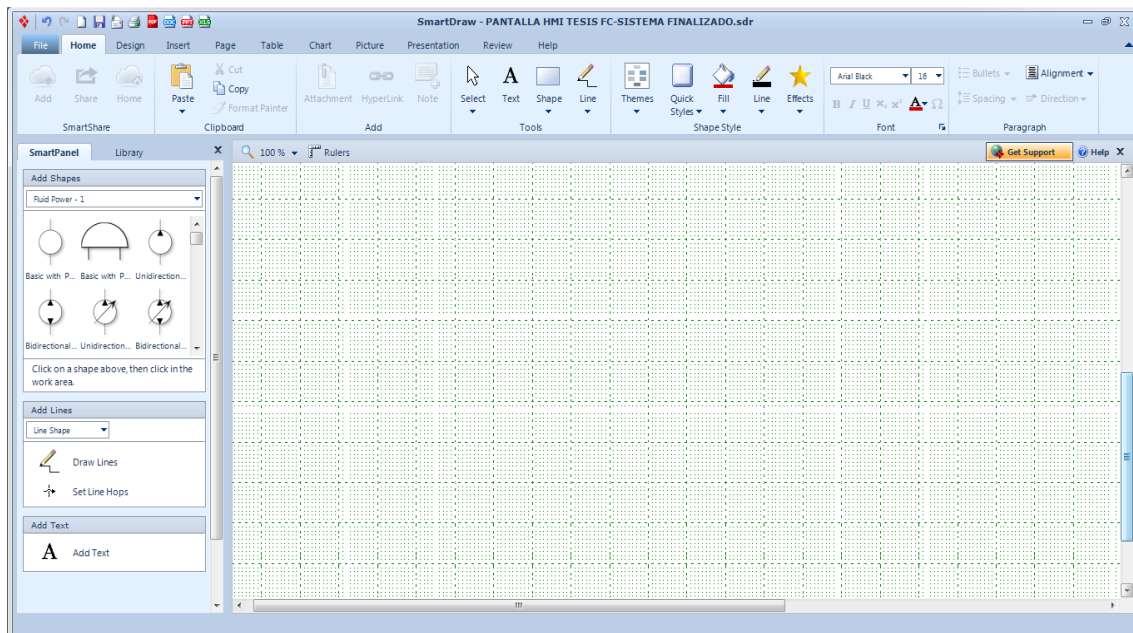 SmartDraw - PANTALLA HMI TESIS FC-SISTEMA FINALIZADO.sdr
File Home Design Insert Page Table Chart Picture Presentation Review Help
Add Share Home
SmartShare
Paste
Cut
Copy
Format Painter
Clipboard
Attachment HyperLink Note
Add
Select Text Shape Line
Tools
Themes Quick Styles Fill Line Effects
Shape Style
Arial Black 16
B I U X₂ X² A Ω
Font
Bullets Alignment
Spacing Direction
Paragraph
SmartPanel Library X
100 % Rulers
Get Support Help X
Add Shapes
Fluid Power - 1
Basic with P... Basic with P... Unidirection...
Bidirectional... Unidirection... Bidirectional...
Click on a shape above, then click in the
work area.
Add Lines
Line Shape
Draw Lines
Set Line Hops
Add Text
A Add Text